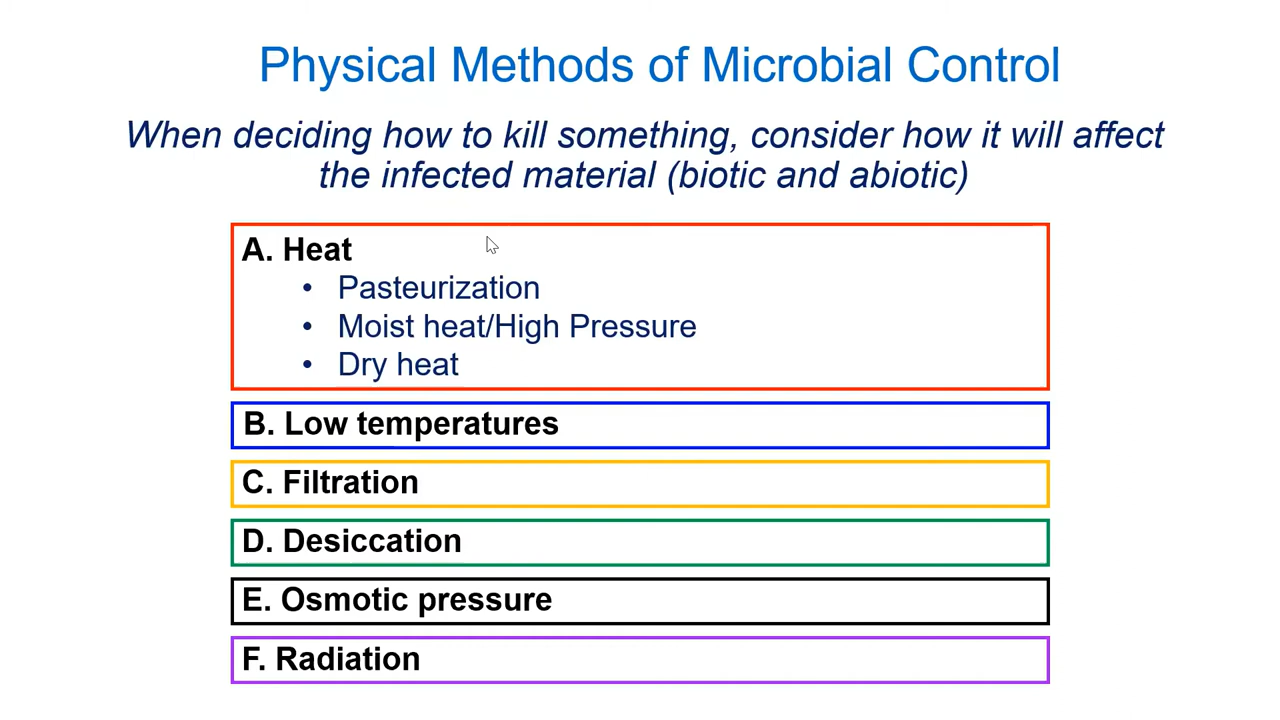 Physical Methods of Microbial Control
When deciding how to kill something, consider how it will affect
the infected material (biotic and abiotic)
A. Heat
• Pasteurization
• Moist heat/High Pressure
• Dry heat
B. Low temperatures
C. Filtration
D. Desiccation
E. Osmotic pressure
F. Radiation